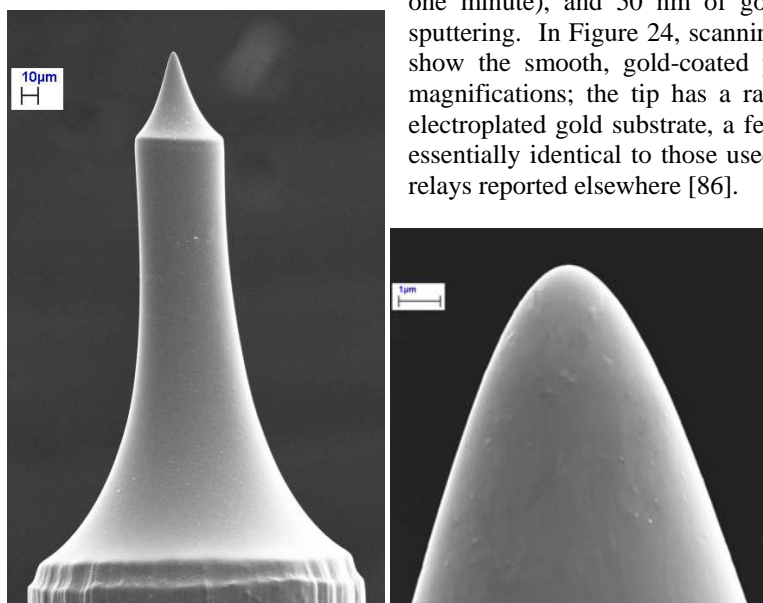 one minute), and 50 nm of go
sputtering. In Figure 24, scannin
show the smooth, gold-coated
magnifications; the tip has a ra
electroplated gold substrate, a fe
essentially identical to those use
relays reported elsewhere [86].
10µm
1µm